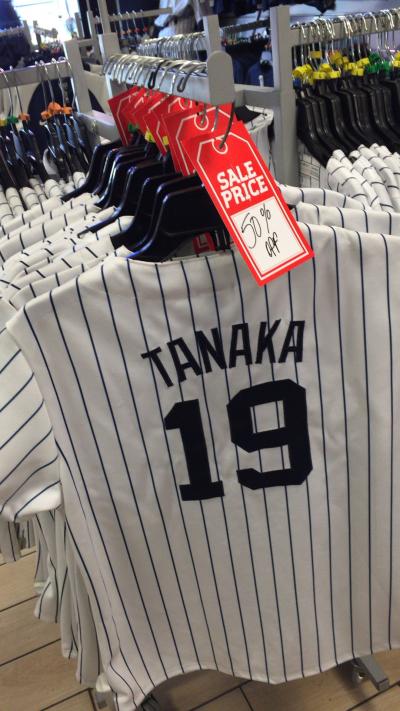 SALE
PRICE
50%
off
TANAKA
19